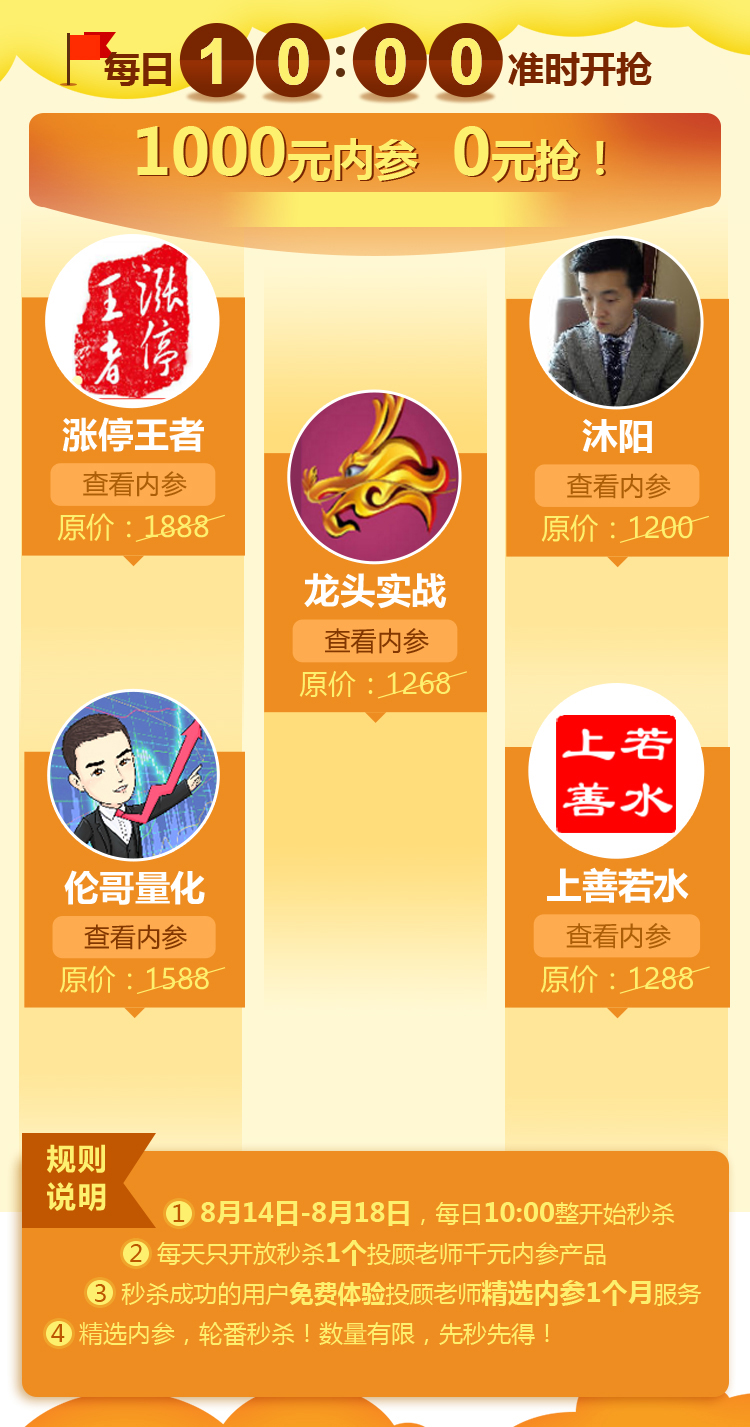 每日10:00准时开抢
1000元内参 0元抢！
涨停王者
涨停王者
查看内参
原价：1888
沐阳
查看内参
原价：1200
龙头实战
查看内参
原价：1268
伦哥量化
查看内参
原价：1588
上善若水
上善若水
查看内参
原价：1288
规则
说明
① 8月14日-8月18日，每日10:00整开始秒杀
② 每天只开放秒杀1个投顾老师千元内参产品
③ 秒杀成功的用户免费体验投顾老师精选内参1个月服务
④ 精选内参，轮番秒杀！数量有限，先秒先得！